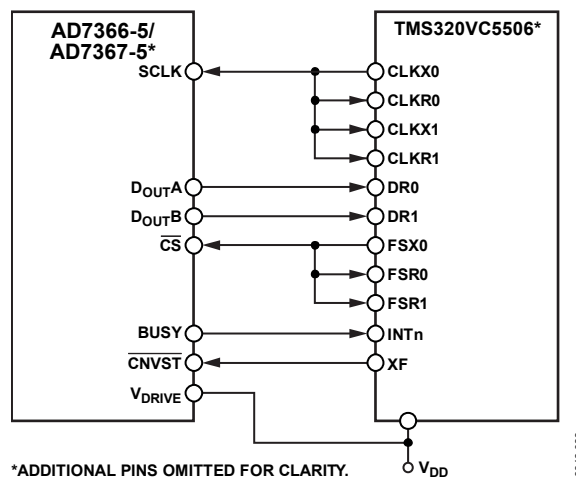 AD7366-5/
AD7367-5*
TMS320VC5506*
SCLK
CLKX0
CLKR0
CLKX1
CLKR1
DOUTA
DR0
DOUTB
DR1
CS
FSX0
FSR0
FSR1
BUSY
INTn
CNVST
XF
VDRIVE
*ADDITIONAL PINS OMITTED FOR CLARITY.
VDD